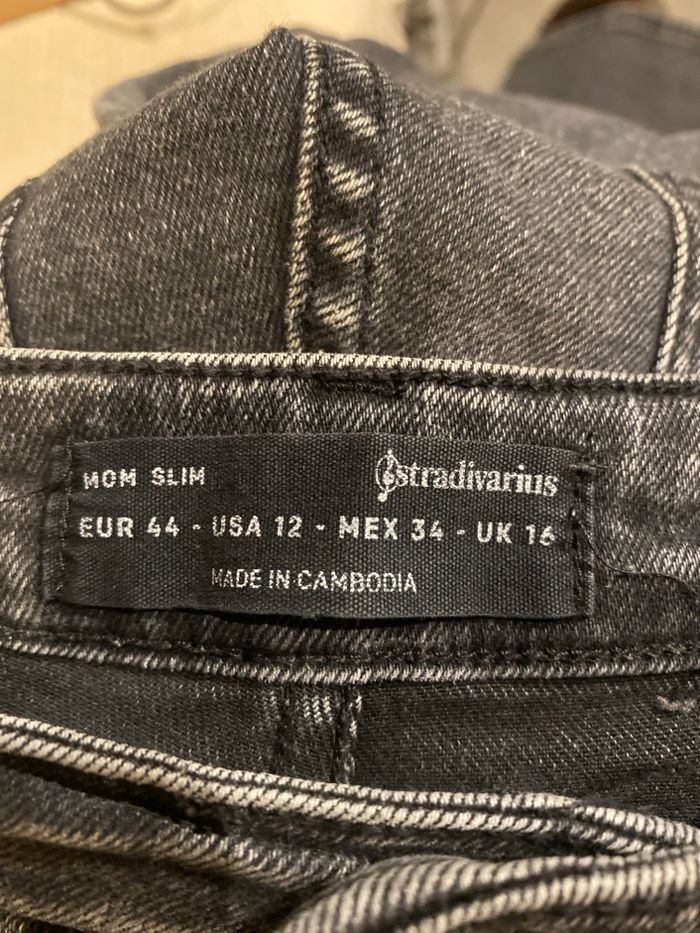 MOM SLIM stradivarius
EUR 44 - USA 12 - MEX 34 - UK 16
MADE IN CAMBODIA